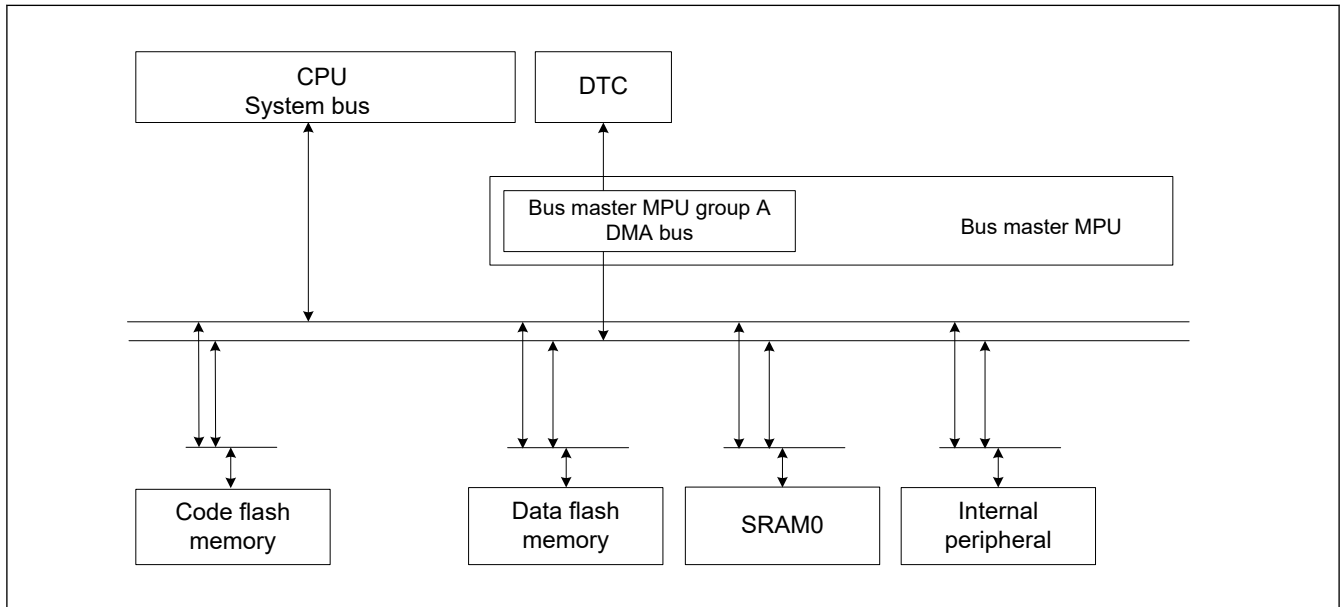 CPU
System bus
DTC
Bus master MPU group A
DMA bus
Bus master MPU
Code flash
memory
Data flash
memory
SRAM0
Internal
peripheral